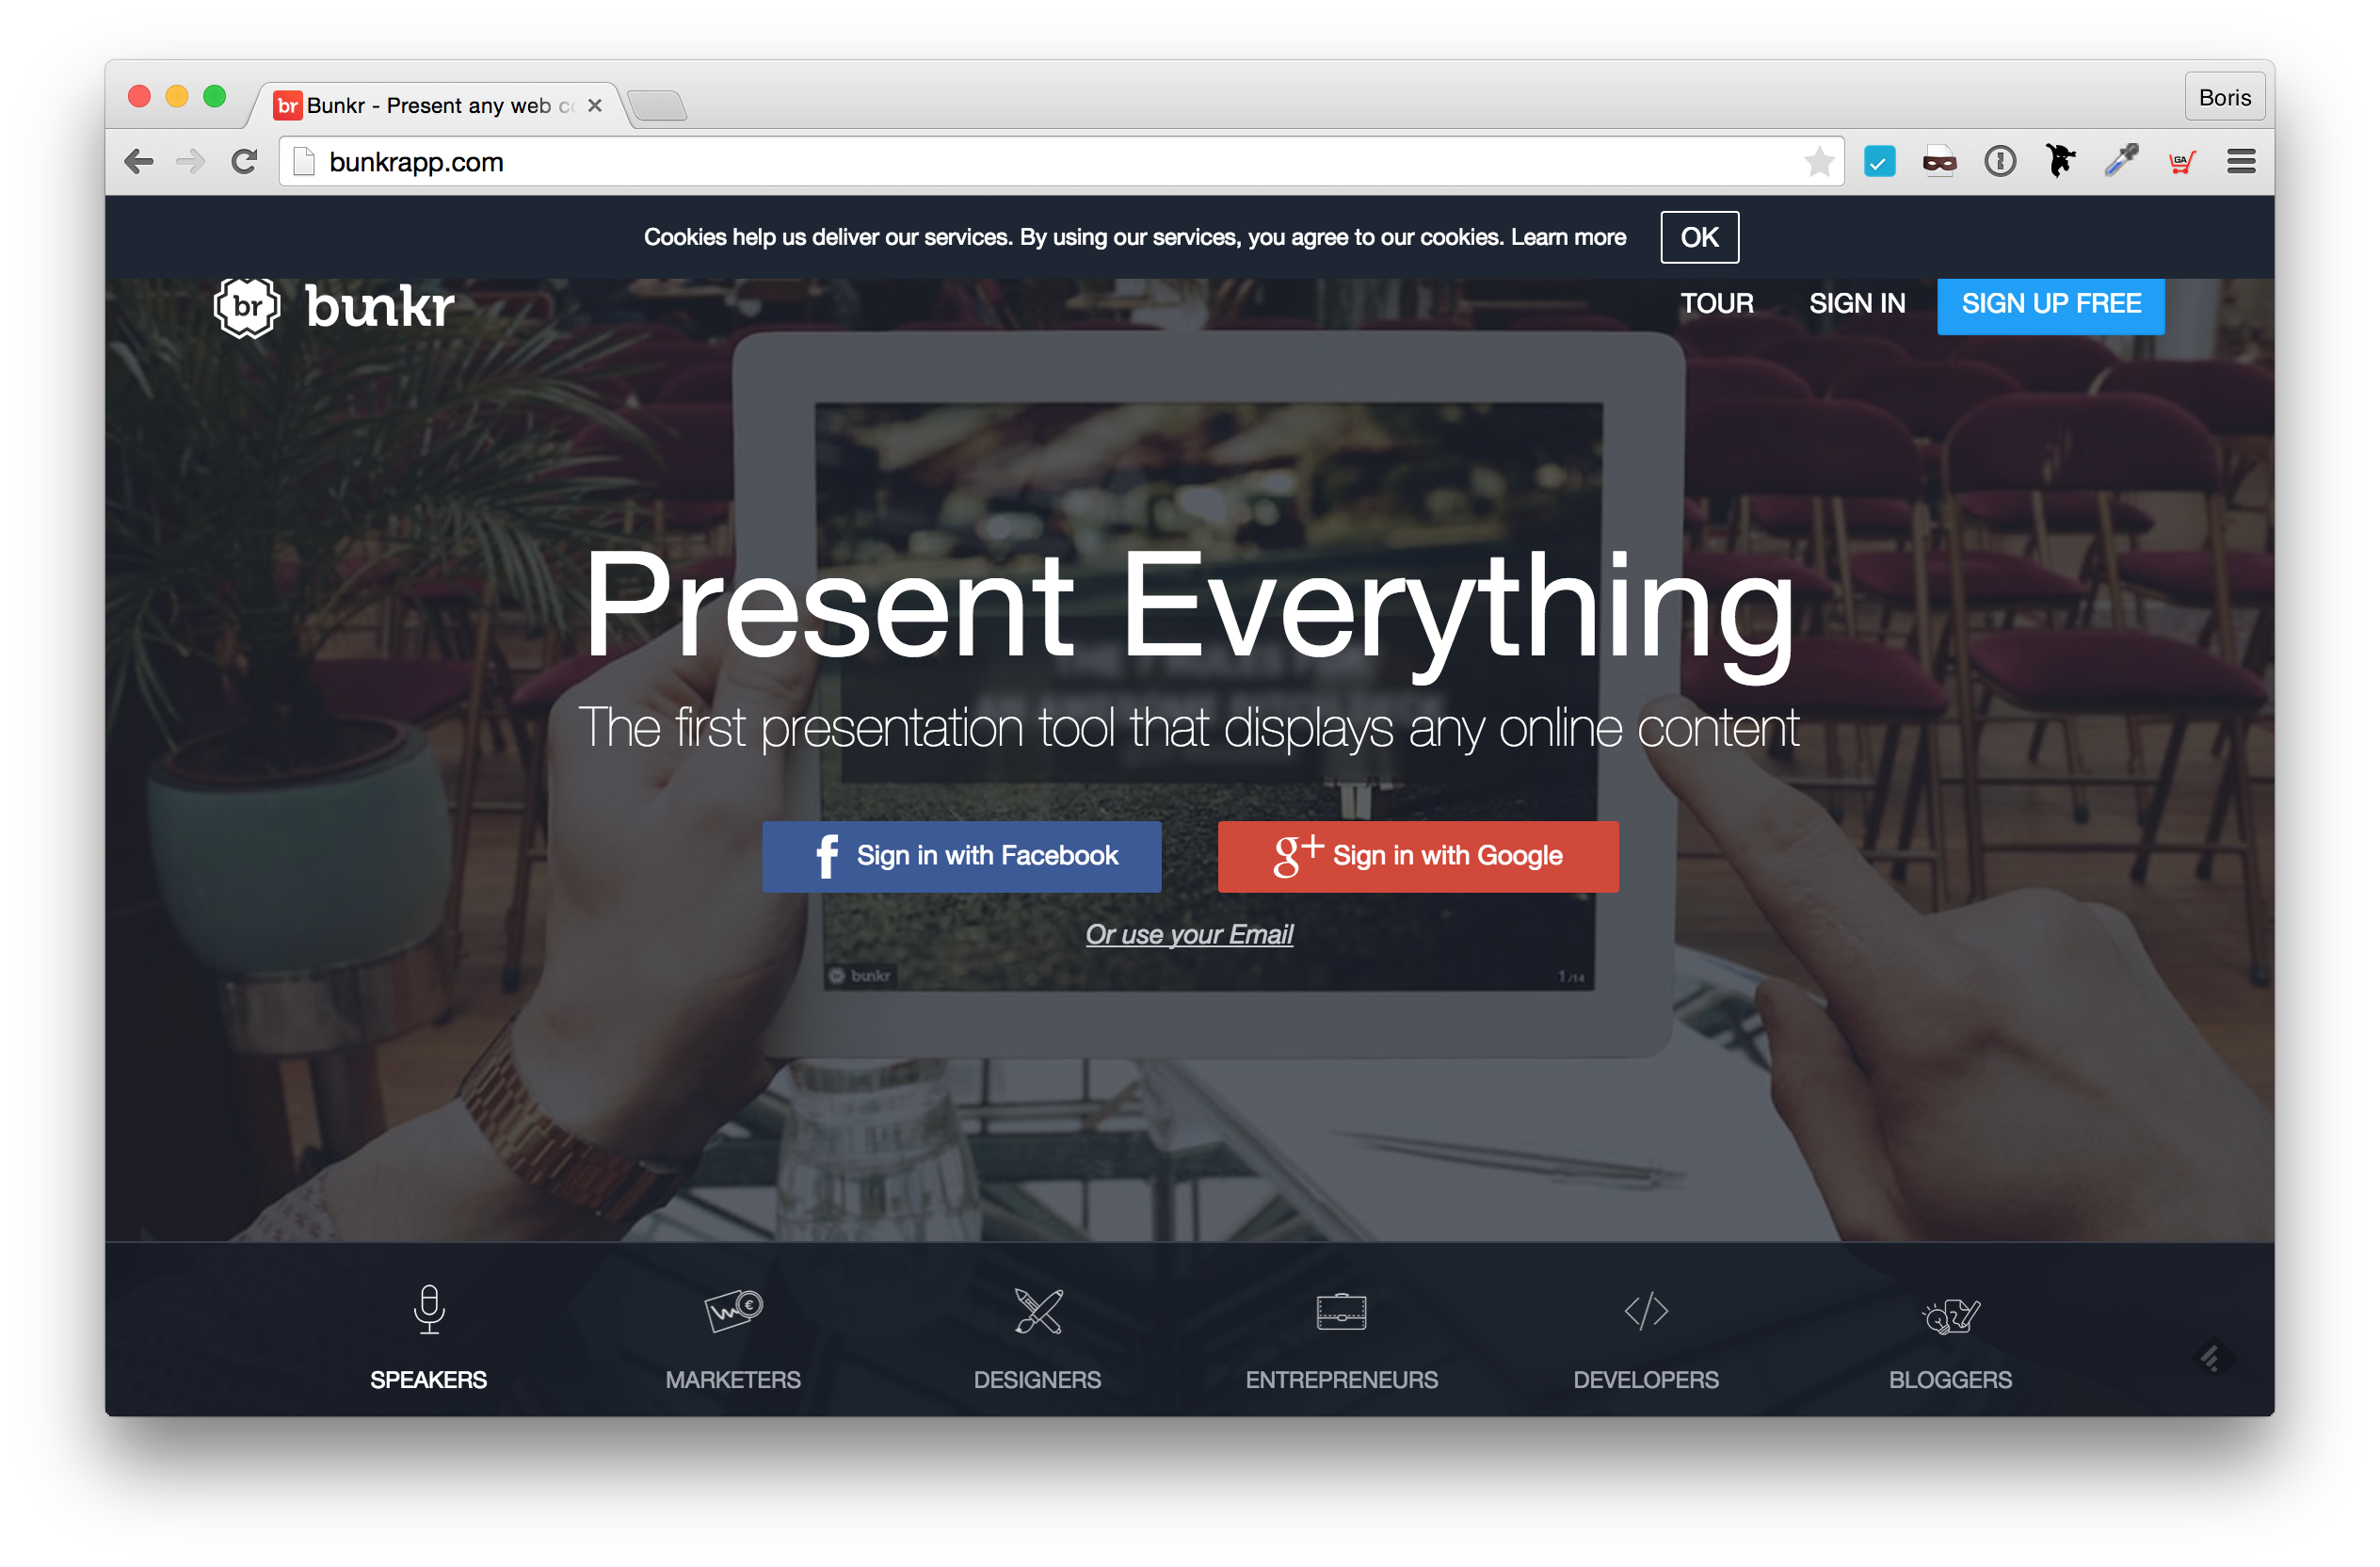 br Bunkr - Present any web
Boris
bunkrapp.com
Cookies help us deliver our services. By using our services, you agree to our cookies. Learn more OK
br bunkr
TOUR SIGN IN SIGN UP FREE
Present Everything
The first presentation tool that displays any online content
f Sign in with Facebook
g+ Sign in with Google
Or use your Email
bunkr 1/14
SPEAKERS MARKETERS DESIGNERS ENTREPRENEURS DEVELOPERS BLOGGERS